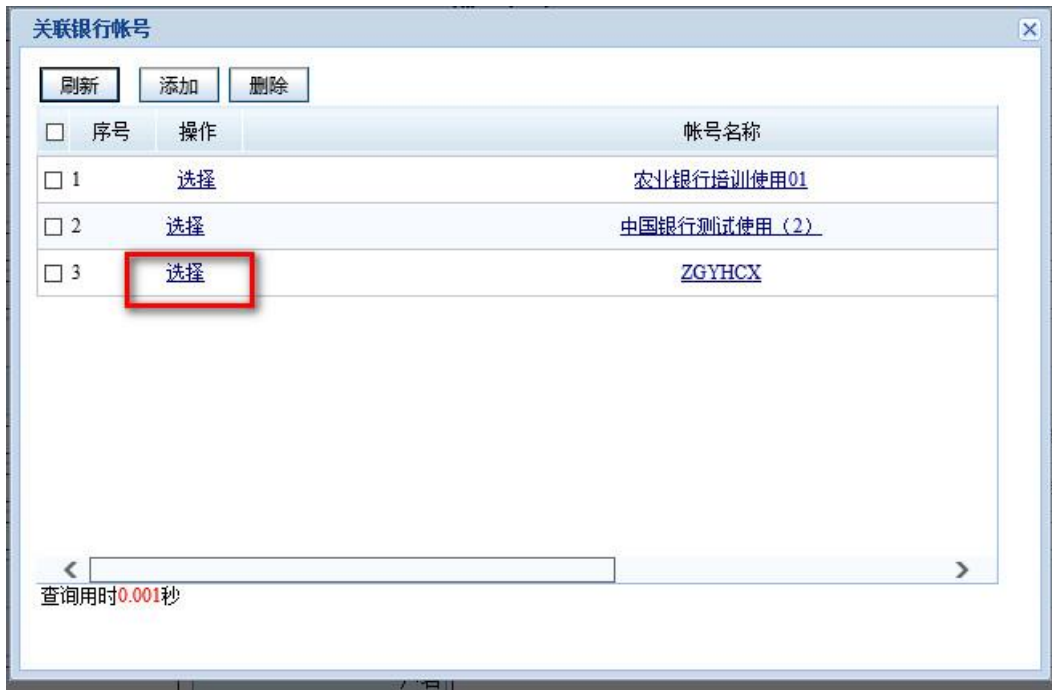 关联银行帐号
刷新 添加 删除
序号 操作 帐号名称
1 选择 农业银行培训使用01
2 选择 中国银行测试使用（2）
3 选择 ZGYHCX
查询用时0.001秒